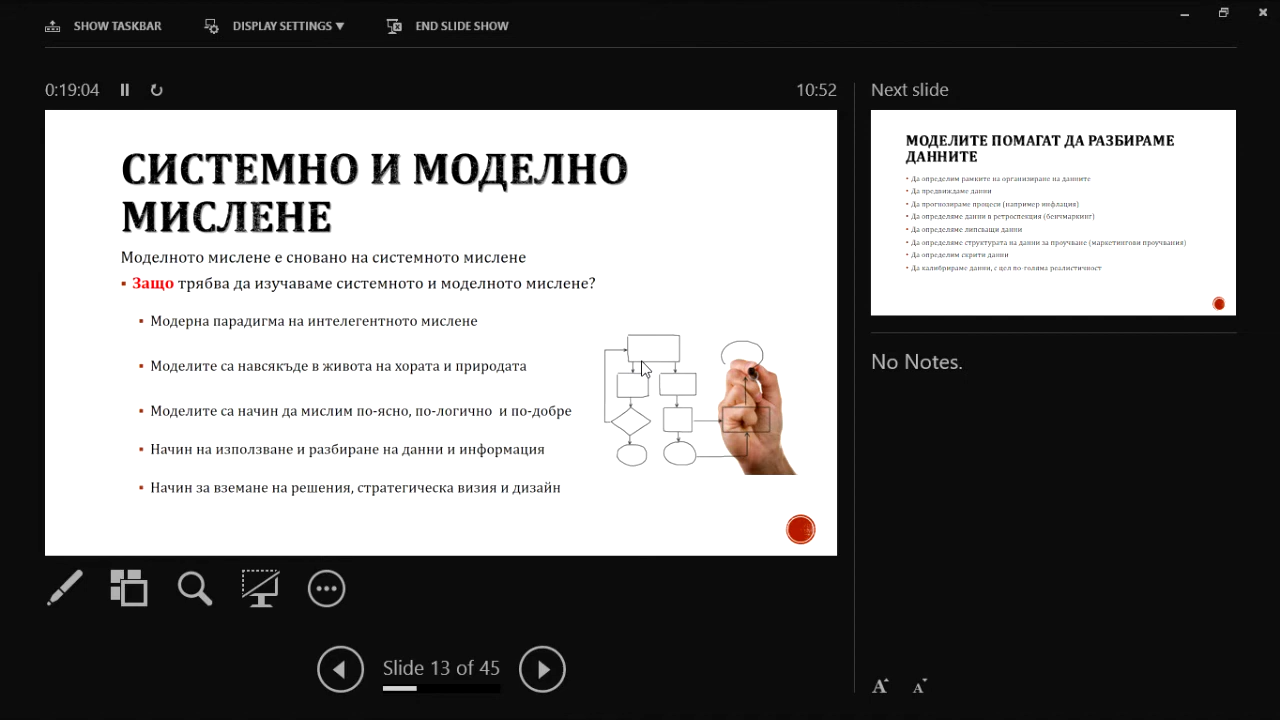 SHOW TASKBAR
DISPLAY SETTINGS ▼
END SLIDE SHOW
0:19:04
10:52
СИСТЕМНО И МОДЕЛНО
МИСЛЕНЕ
Моделното мислене е сновано на системното мислене
▪ Защо трябва да изучаваме системното и моделното мислене?
▪ Модерна парадигма на интелегентното мислене
▪ Моделите са навсякъде в живота на хората и природата
▪ Моделите са начин да мислим по-ясно, по-логично и по-добре
▪ Начин на използване и разбиране на данни и информация
▪ Начин за вземане на решения, стратегическа визия и дизайн
Slide 13 of 45
Next slide
МОДЕЛИТЕ ПОМАГАТ ДА РАЗБИРАМЕ
ДАННИТЕ
▪ Да определим рамките на организиране на данните
▪ Да предвиждаме данни
▪ Да прогнозираме процеси (например инфлация)
▪ Да определяме данни в ретроспекция (бенчмаркинг)
▪ Да определяме липсващи данни
▪ Да определяме структурата на данни за проучване (маркетингови проучвания)
▪ Да определим скрити данни
▪ Да калибрираме данни, с цел по-голяма реалистичност
No Notes.
A A